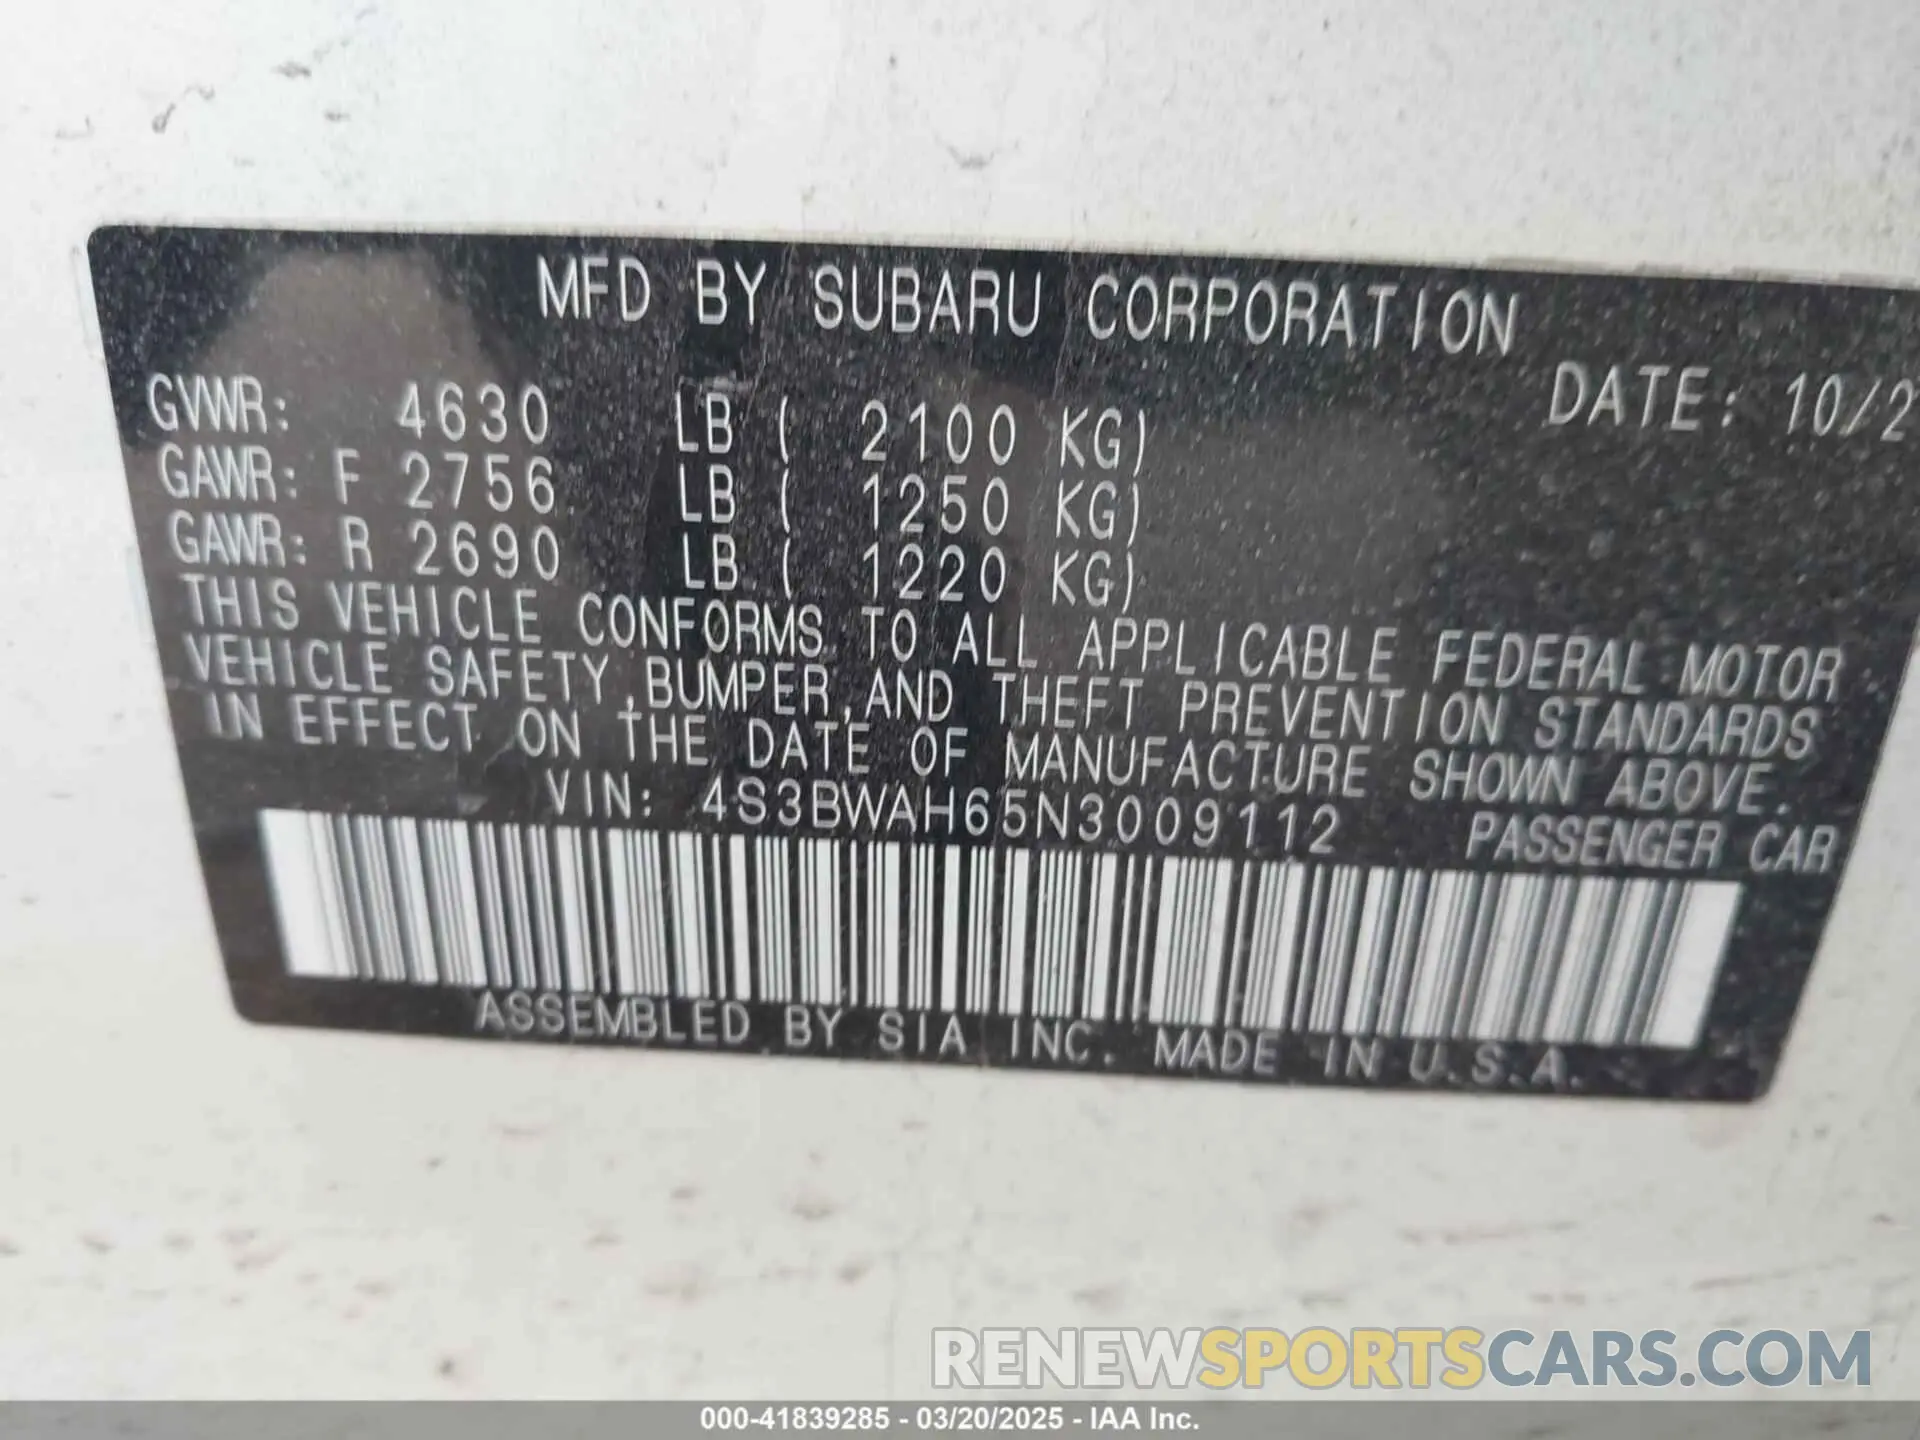 MFD BY SUBARU CORPORATION
DATE: 10/2
GVWR: 4630 LB ( 2100 KG)
GAWR: F 2756 LB ( 1250 KG)
GAWR: R 2690 LB ( 1220 KG)
THIS VEHICLE CONFORMS TO ALL APPLICABLE FEDERAL MOTOR
VEHICLE SAFETY,BUMPER,AND THEFT PREVENTION STANDARDS
IN EFFECT ON THE DATE OF MANUFACTURE SHOWN ABOVE.
VIN: 4S3BWAH65N3009112 PASSENGER CAR
ASSEMBLED BY SIA INC. MADE IN U.S.A.
RENEWSPORTSCARS.COM
000-41839285 - 03/20/2025 - IAA Inc.